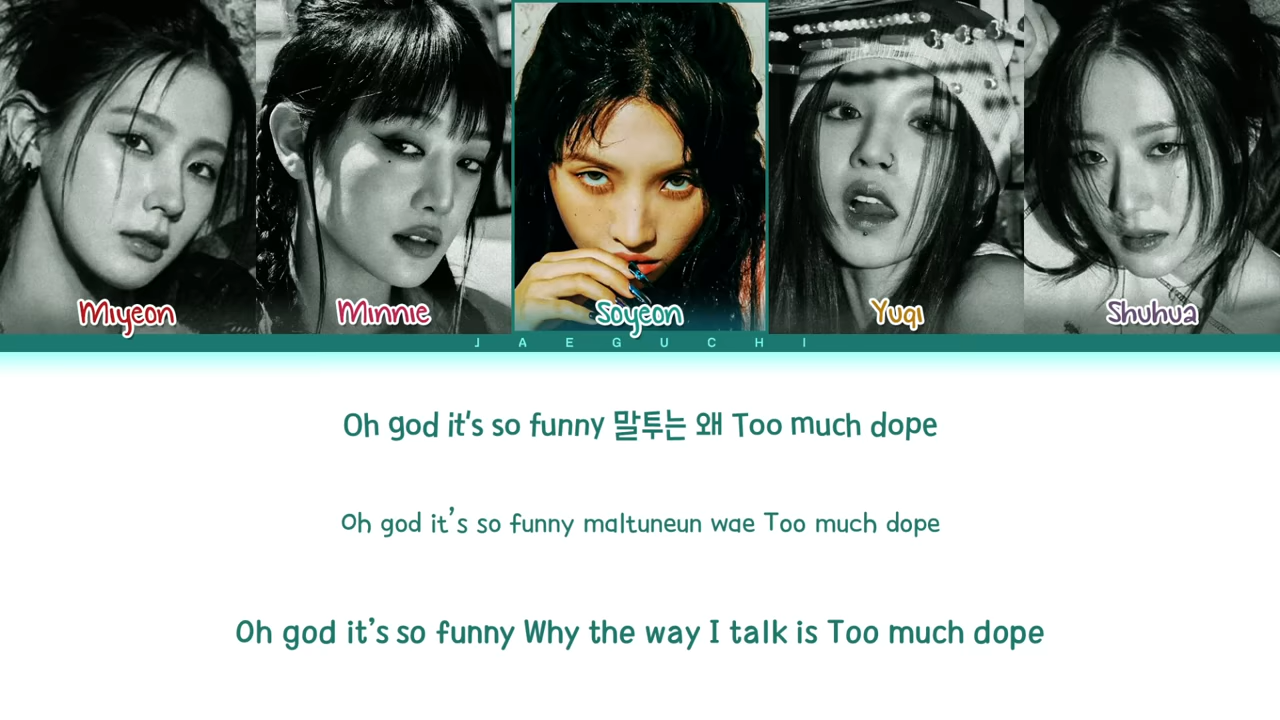 Miyeon
Minnie
Soyeon
Yuqi
Shuhua
JAEGUCHI
Oh god it's so funny 말투는 왜 Too much dope
Oh god it's so funny maltuneun wae Too much dope
Oh god it's so funny Why the way I talk is Too much dope